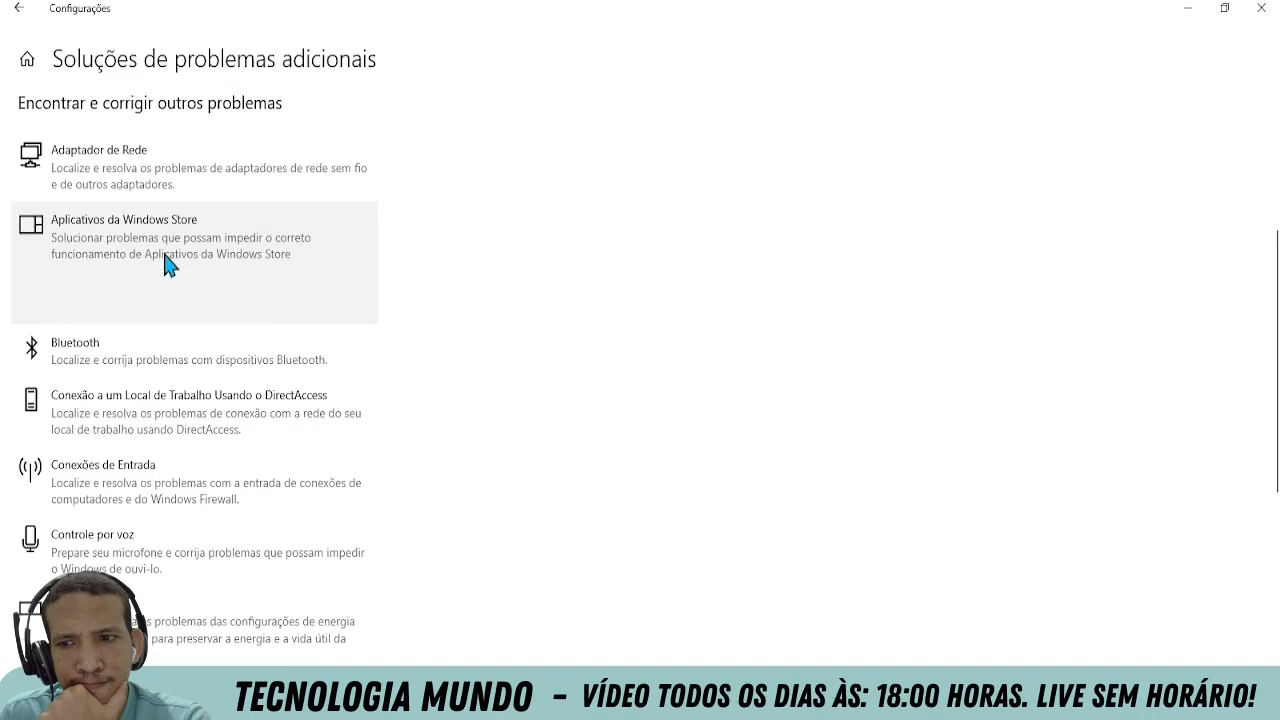 Configurações
Soluções de problemas adicionais
Encontrar e corrigir outros problemas
Adaptador de Rede
Localize e resolva os problemas de adaptadores de rede sem fio
e de outros adaptadores.
Aplicativos da Windows Store
Solucionar problemas que possam impedir o correto
funcionamento de Aplicativos da Windows Store
Bluetooth
Localize e corrija problemas com dispositivos Bluetooth.
Conexão a um Local de Trabalho Usando o DirectAccess
Localize e resolva os problemas de conexão com a rede do seu
local de trabalho usando DirectAccess.
Conexões de Entrada
Localize e resolva os problemas com a entrada de conexões de
computadores e do Windows Firewall.
Controle por voz
Prepare seu microfone e corrija problemas que possam impedir
o Windows de ouvi-lo.
problemas das configurações de energia
para preservar a energia e a vida útil da
TECNOLOGIA MUNDO - VÍDEO TODOS OS DIAS ÀS: 18:00 HORAS. LIVE SEM HORÁRIO!